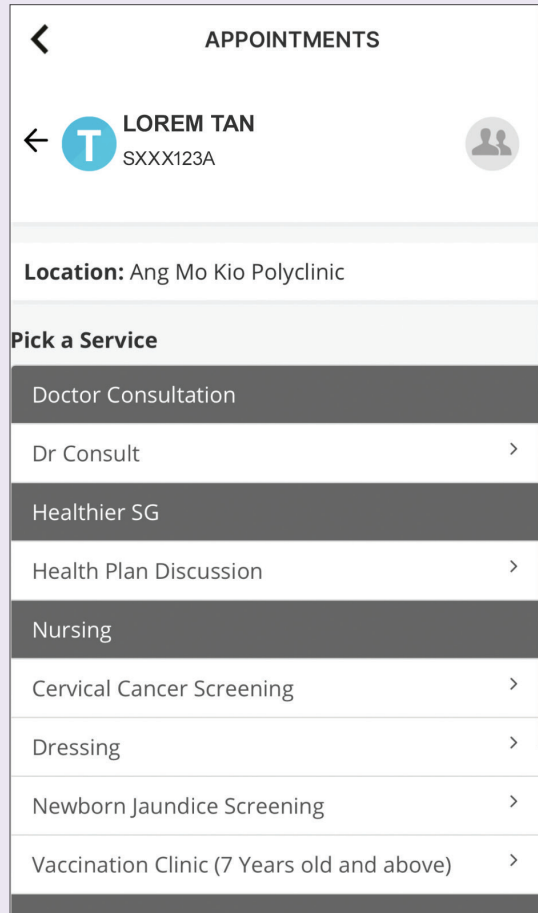 APPOINTMENTS
T
LOREM TAN
SXXX123A
Location: Ang Mo Kio Polyclinic
Pick a Service
Doctor Consultation
Dr Consult
Healthier SG
Health Plan Discussion
Nursing
Cervical Cancer Screening
Dressing
Newborn Jaundice Screening
Vaccination Clinic (7 Years old and above)